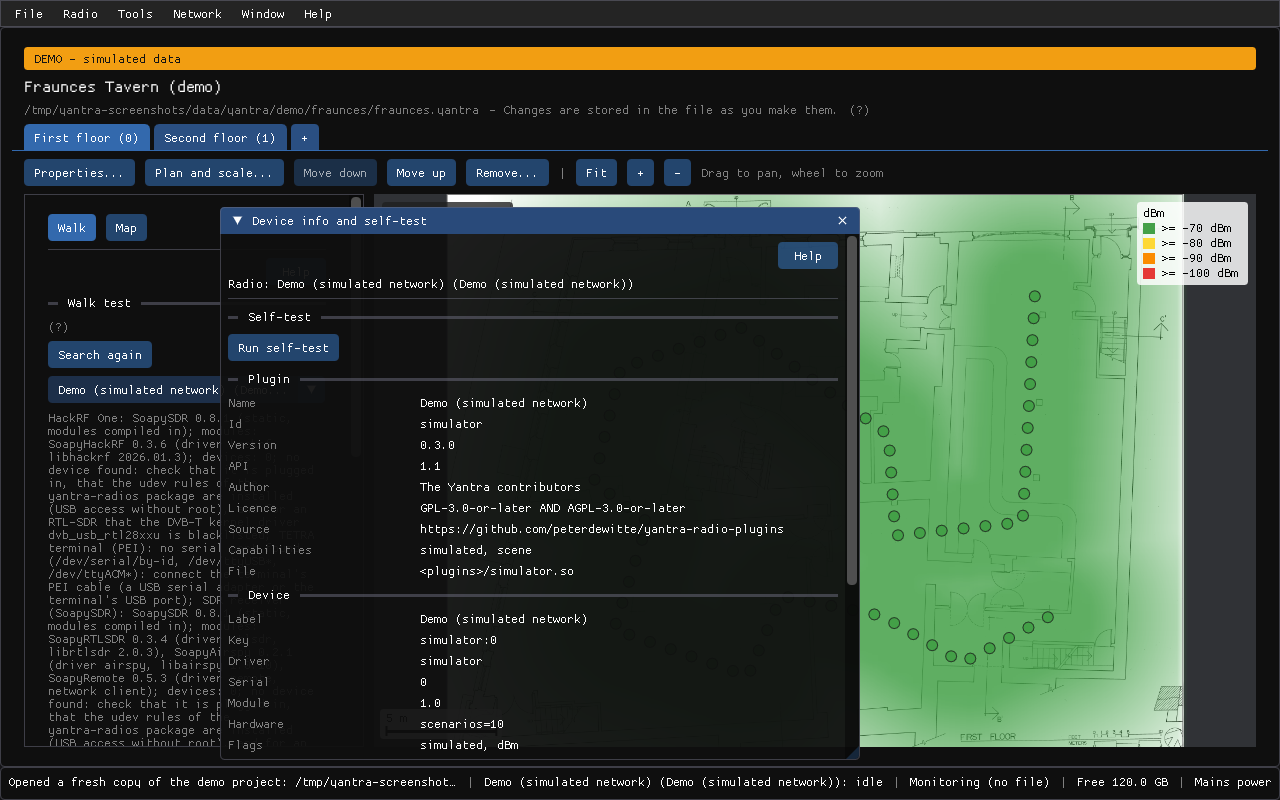 File Radio Tools Network Window Help
DEMO - simulated data
Fraunces Tavern (demo)
/tmp/yantra-screenshots/data/yantra/demo/fraunces/fraunces.yantra - Changes are stored in the file as you make them. (?)
First floor (0) Second floor (1) +
Properties... Plan and scale... Move down Move up Remove... | Fit + - Drag to pan, wheel to zoom
Walk Map
Help
Walk test
(?)
Search again
Demo (simulated network
HackRF One: SoapySDR 0.8.
modules compiled in); mod
SoapyHackRF 0.3.6 (driver
libhackrf 2026.01.3); dev
device found: check that
in, that the udev rules o
yantra-radios package are
(USB access without root)
RTL-SDR that the DVB-T ke
dvb_usb_rtl28xxu is black
terminal (PEI): no serial
(/dev/serial/by-id, /dev/
/dev/ttyACM*): connect th
PEI cable (a USB serial
terminal's USB port); SDR
(SoapySDR): SoapySDR 0.8.
modules compiled in); mod
SoapyRTLSDR 0.3.4 (driver
librtlsdr 2.0.3), SoapyAi
(driver airspy, libairspy
SoapyRemote 0.5.3 (driver
network client); devices:
found: check that it is p
that the udev rules of th
yantra-radios package are
(USB access without root)
Device info and self-test
Help
Radio: Demo (simulated network) (Demo (simulated network))
Self-test
Run self-test
Plugin
Name Demo (simulated network)
Id simulator
Version 0.3.0
API 1.1
Author The Yantra contributors
Licence GPL-3.0-or-later AND AGPL-3.0-or-later
Source https://github.com/peterdewitte/yantra-radio-plugins
Capabilities simulated, scene
File <plugins>/simulator.so
Device
Label Demo (simulated network)
Key simulator:0
Driver simulator
Serial 0
Module 1.0
Hardware scenarios=10
Flags simulated, dBm
5 m
dBm
>= -70 dBm
>= -80 dBm
>= -90 dBm
>= -100 dBm
FIRST FLOOR
FEET
METERS
Opened a fresh copy of the demo project: /tmp/yantra-screenshot… | Demo (simulated network) (Demo (simulated network)): idle | Monitoring (no file) | Free 120.0 GB | Mains power